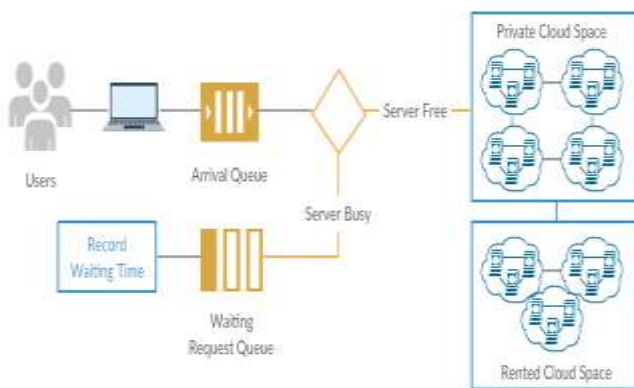 Private Cloud Space
Server Free
Users
Arrival Queue
Server Busy
Record
Waiting Time
Waiting
Request Queue
Rented Cloud Space